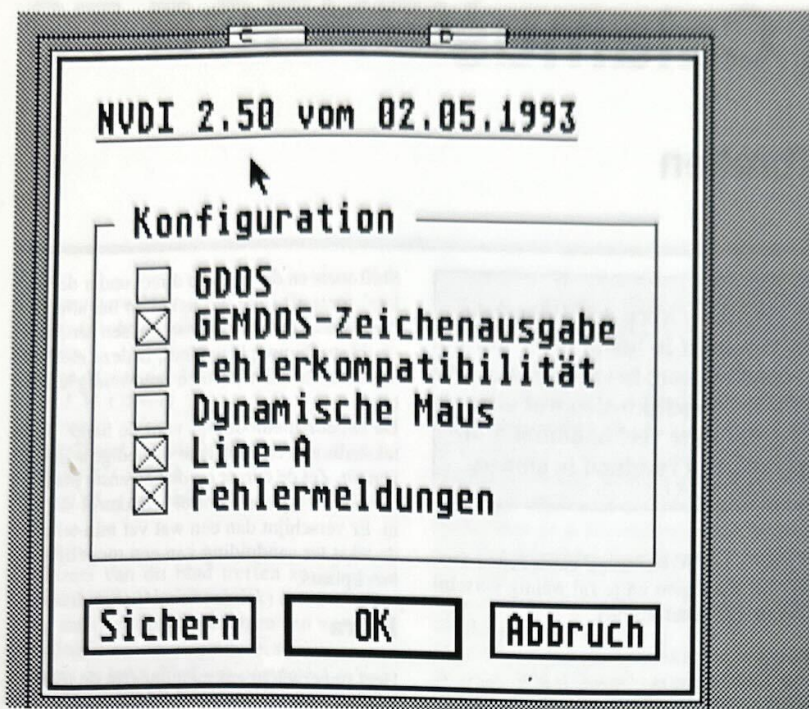 C D
NVDI 2.50 vom 02.05.1993
Konfiguration
GDOS
GEMDOS-Zeichenausgabe
Fehlerkompatibilität
Dynamische Maus
Line-A
Fehlermeldungen
Sichern OK Abbruch